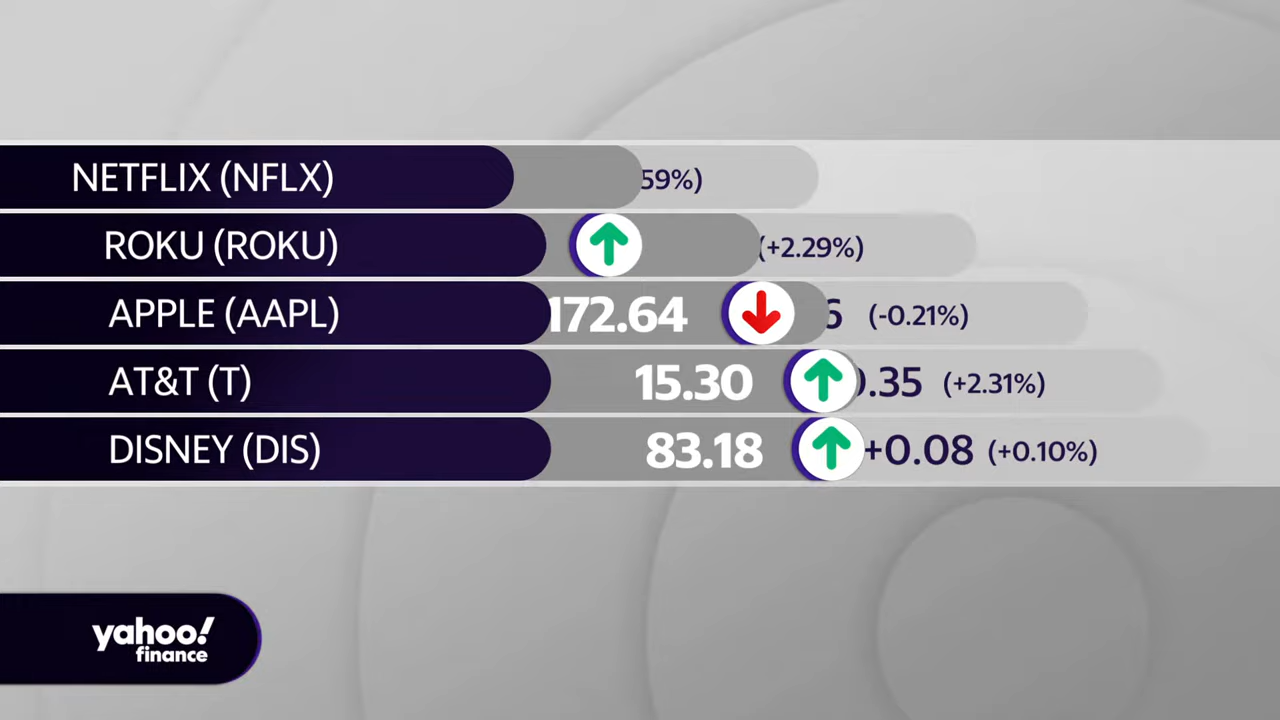 NETFLIX (NFLX) 59%)
ROKU (ROKU) (+2.29%)
APPLE (AAPL) 172.64 6 (-0.21%)
AT&T (T) 15.30 .35 (+2.31%)
DISNEY (DIS) 83.18 +0.08 (+0.10%)
yahoo!
finance